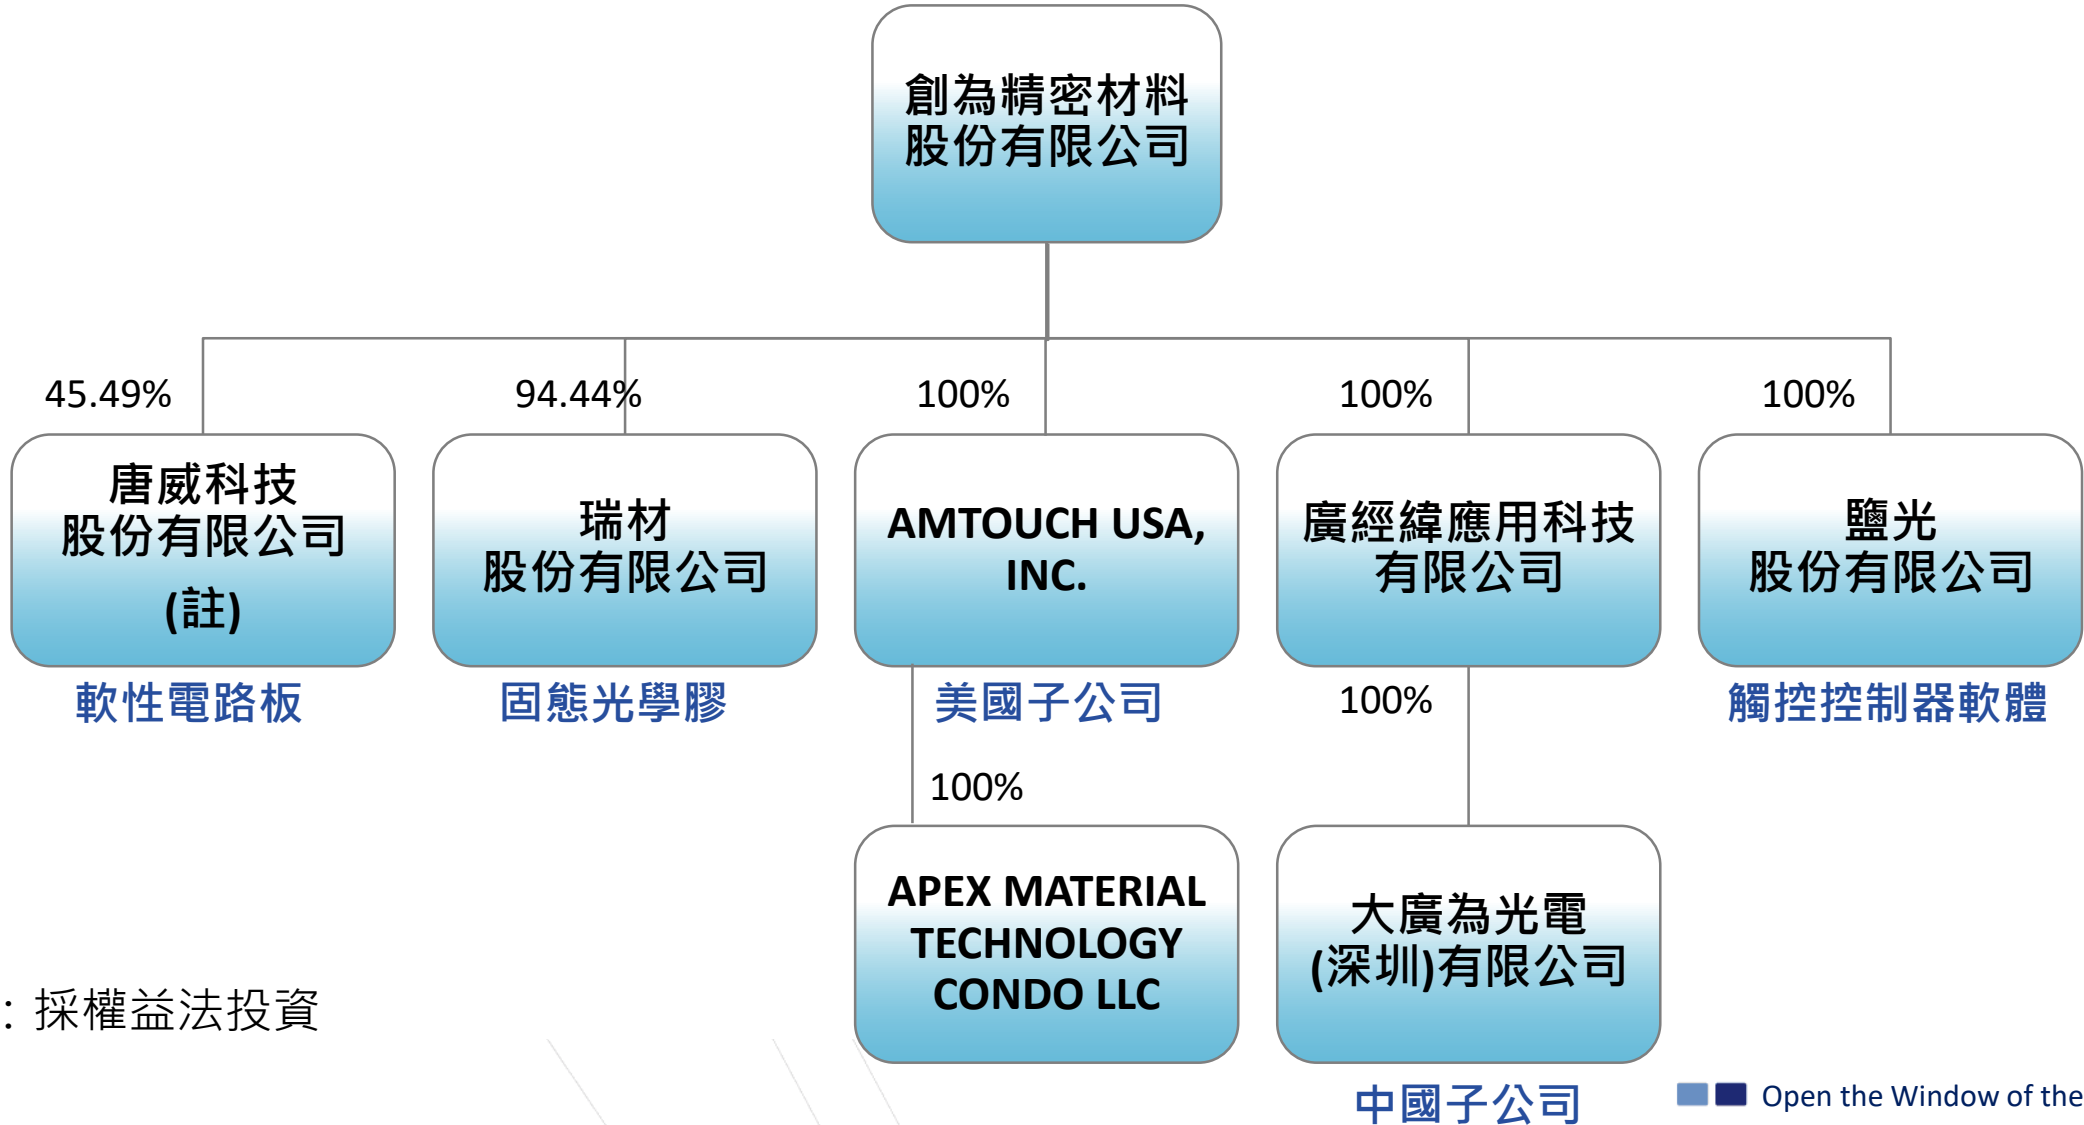 創為精密材料
股份有限公司
45.49%
94.44%
100%
100%
100%
唐威科技
股份有限公司
(註)
瑞材
股份有限公司
AMTOUCH USA,
INC.
廣經緯應用科技
有限公司
鹽光
股份有限公司
軟性電路板
固態光學膠
美國子公司
100%
觸控控制器軟體
100%
APEX MATERIAL
TECHNOLOGY
CONDO LLC
大廣為光電
(深圳)有限公司
：採權益法投資
中國子公司
Open the Window of the